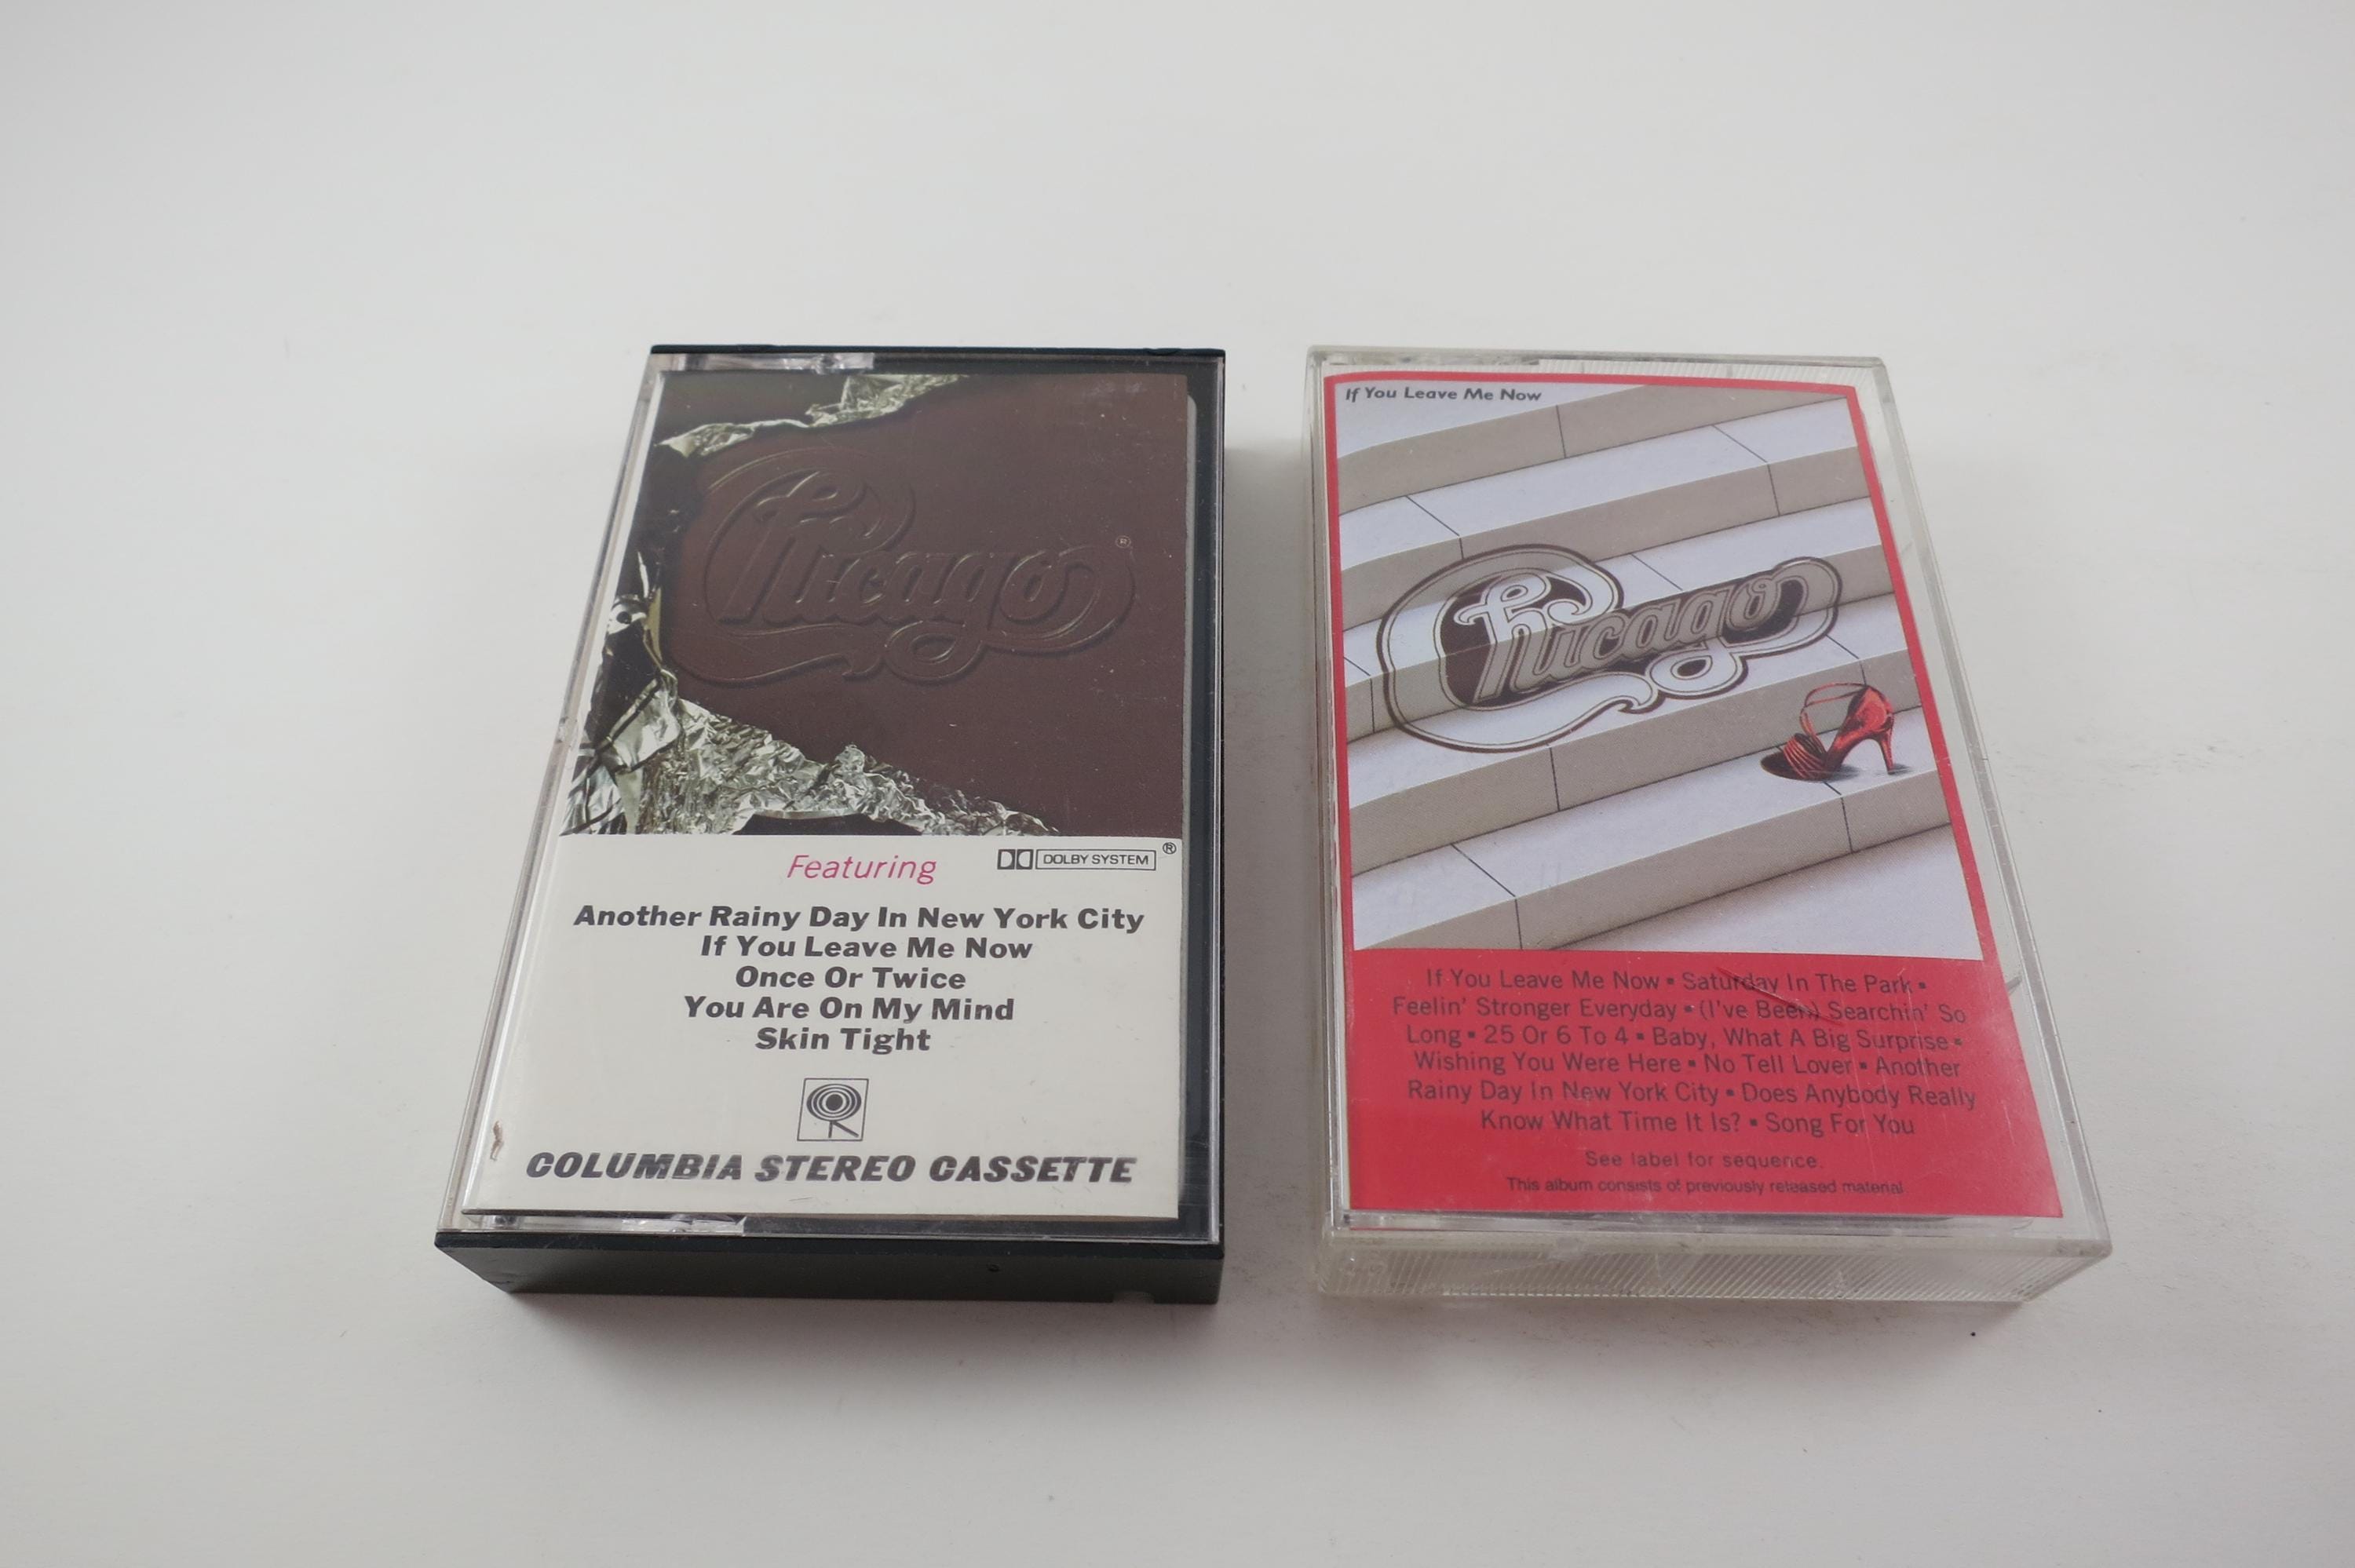 Chicago ®
Featuring
DOLBY SYSTEM ®
Another Rainy Day In New York City
If You Leave Me Now
Once Or Twice
You Are On My Mind
Skin Tight
COLUMBIA STEREO CASSETTE
If You Leave Me Now
Chicago
If You Leave Me Now ▪ Saturday In The Park ▪
Feelin' Stronger Everyday ▪ (I've Been) Searchin' So
Long ▪ 25 Or 6 To 4 ▪ Baby, What A Big Surprise ▪
Wishing You Were Here ▪ No Tell Lover ▪ Another
Rainy Day In New York City ▪ Does Anybody Really
Know What Time It Is? ▪ Song For You
See label for sequence.
This album consists of previously released material